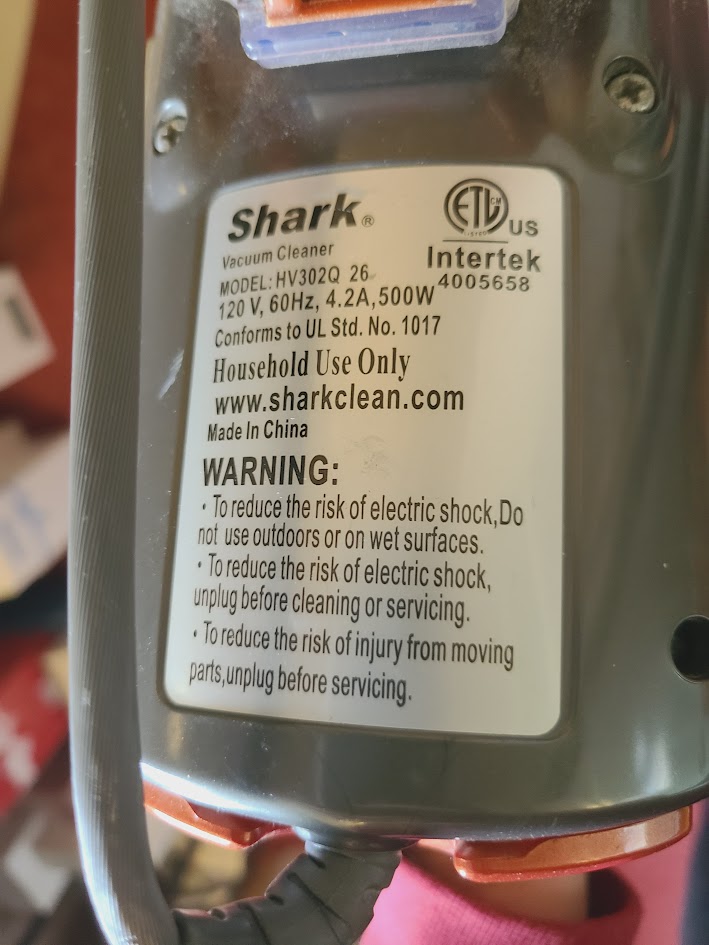 Shark®
Vacuum Cleaner
MODEL: HV302Q 26
120 V, 60Hz, 4.2A,500W
Conforms to UL Std. No. 1017
Household Use Only
www.sharkclean.com
Made In China
ETL CM
LISTED
US
Intertek
4005658
WARNING:
· To reduce the risk of electric shock,Do
not use outdoors or on wet surfaces.
· To reduce the risk of electric shock,
unplug before cleaning or servicing.
· To reduce the risk of injury from moving
parts,unplug before servicing.